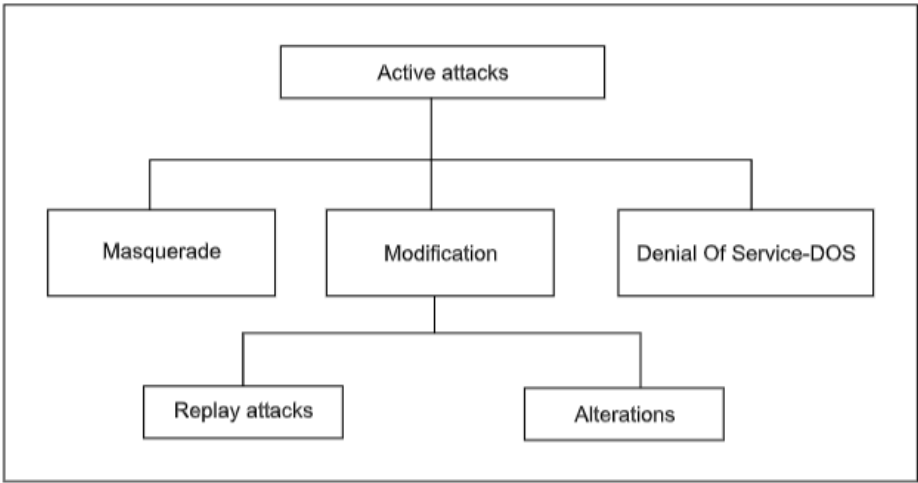 Active attacks
Masquerade
Modification
Denial Of Service-DOS
Replay attacks
Alterations